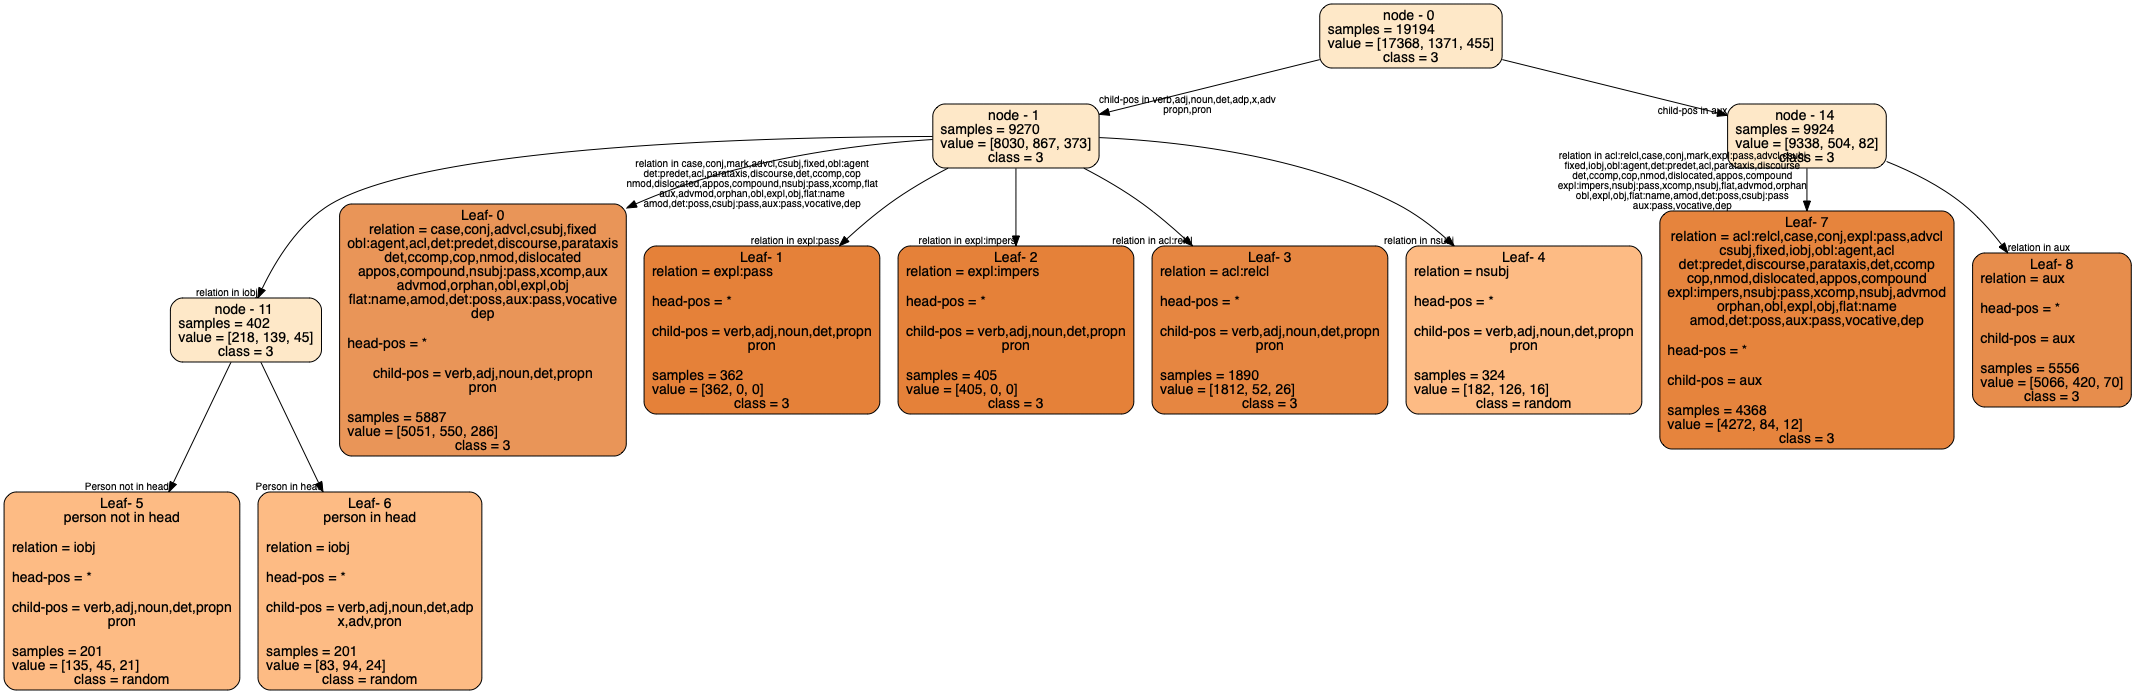 node - 0
samples = 19194
value = [17368, 1371, 455]
class = 3
child-pos in verb,adj,noun,det,adp,x,adv
propn,pron
child-pos in aux
node - 1
samples = 9270
value = [8030, 867, 373]
class = 3
node - 14
samples = 9924
value = [9338, 504, 82]
class = 3
relation in iobj
relation in case,conj,mark,advcl,csubj,fixed,obl:agent
det:predet,acl,parataxis,discourse,det,ccomp,cop
nmod,dislocated,appos,compound,nsubj:pass,xcomp,flat
aux,advmod,orphan,obl,expl,obj,flat:name
amod,det:poss,csubj:pass,aux:pass,vocative,dep
relation in expl:pass
relation in expl:impers
relation in acl:relcl
relation in nsubj
relation in acl:relcl,case,conj,mark,expl:pass,advcl,csubj
fixed,iobj,obl:agent,det:predet,acl,parataxis,discourse
det,ccomp,cop,nmod,dislocated,appos,compound
expl:impers,nsubj:pass,xcomp,nsubj,flat,advmod,orphan
obl,expl,obj,flat:name,amod,det:poss,csubj:pass
aux:pass,vocative,dep
relation in aux
node - 11
samples = 402
value = [218, 139, 45]
class = 3
Leaf- 0
relation = case,conj,advcl,csubj,fixed
obl:agent,acl,det:predet,discourse,parataxis
det,ccomp,cop,nmod,dislocated
appos,compound,nsubj:pass,xcomp,aux
advmod,orphan,obl,expl,obj
flat:name,amod,det:poss,aux:pass,vocative
dep
head-pos = *
child-pos = verb,adj,noun,det,propn
pron
samples = 5887
value = [5051, 550, 286]
class = 3
Leaf- 1
relation = expl:pass
head-pos = *
child-pos = verb,adj,noun,det,propn
pron
samples = 362
value = [362, 0, 0]
class = 3
Leaf- 2
relation = expl:impers
head-pos = *
child-pos = verb,adj,noun,det,propn
pron
samples = 405
value = [405, 0, 0]
class = 3
Leaf- 3
relation = acl:relcl
head-pos = *
child-pos = verb,adj,noun,det,propn
pron
samples = 1890
value = [1812, 52, 26]
class = 3
Leaf- 4
relation = nsubj
head-pos = *
child-pos = verb,adj,noun,det,propn
pron
samples = 324
value = [182, 126, 16]
class = random
Leaf- 7
relation = acl:relcl,case,conj,expl:pass,advcl
csubj,fixed,iobj,obl:agent,acl
det:predet,discourse,parataxis,det,ccomp
cop,nmod,dislocated,appos,compound
expl:impers,nsubj:pass,xcomp,nsubj,advmod
orphan,obl,expl,obj,flat:name
amod,det:poss,aux:pass,vocative,dep
head-pos = *
child-pos = aux
samples = 4368
value = [4272, 84, 12]
class = 3
Leaf- 8
relation = aux
head-pos = *
child-pos = aux
samples = 5556
value = [5066, 420, 70]
class = 3
Person not in head
Person in head
Leaf- 5
person not in head
relation = iobj
head-pos = *
child-pos = verb,adj,noun,det,propn
pron
samples = 201
value = [135, 45, 21]
class = random
Leaf- 6
person in head
relation = iobj
head-pos = *
child-pos = verb,adj,noun,det,adp
x,adv,pron
samples = 201
value = [83, 94, 24]
class = random